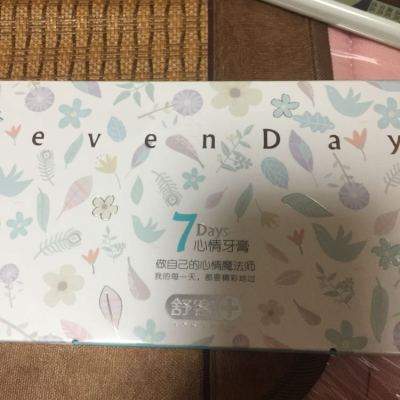 evenDay
7 Days
心情牙膏
做自己的心情魔法师
我的每一天，都要精彩地过
舒客